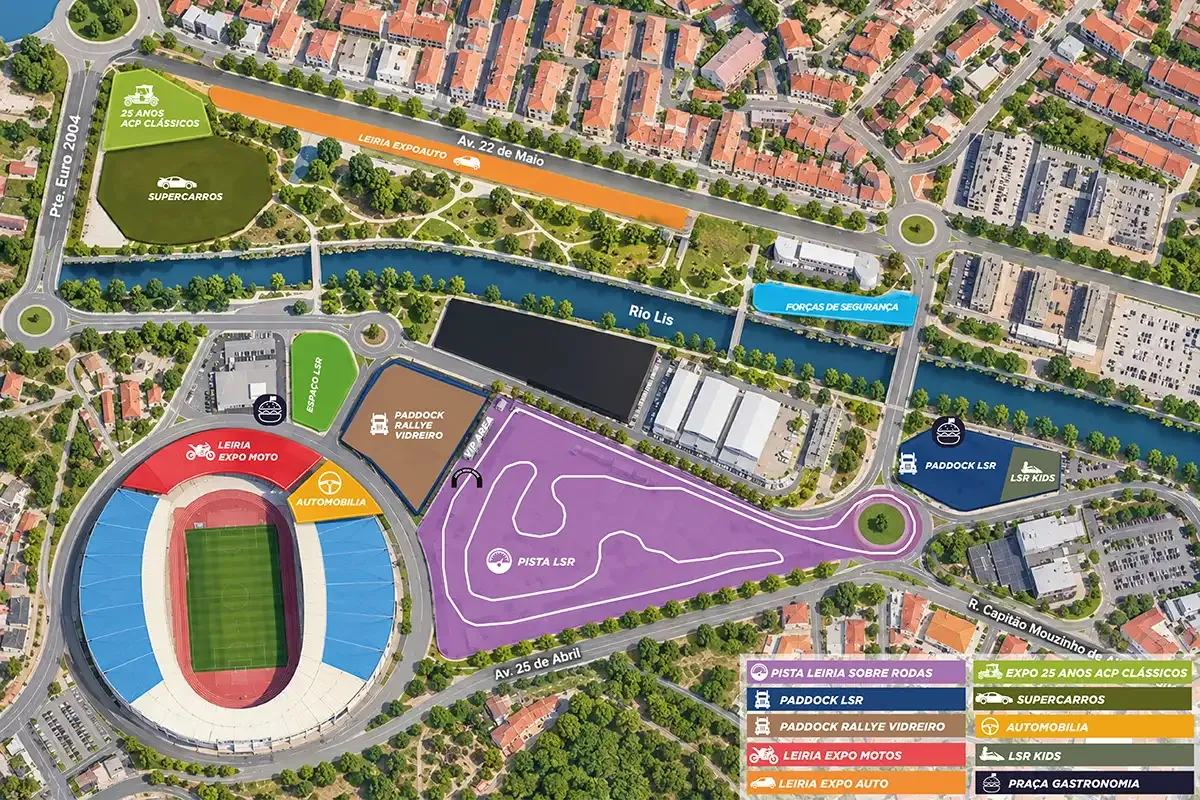 25 ANOS
ACP CLÁSSICOS
Pte. Euro 2004
SUPERCARROS
LEIRIA EXPOAUTO
Av. 22 de Maio
Rio Lis
FORÇAS DE SEGURANÇA
ESPAÇO LSR
PADDOCK
RALLYE
VIDREIRO
VIP AREA
LEIRIA
EXPO MOTO
AUTOMOBILIA
PADDOCK LSR
LSR KIDS
PISTA LSR
Av. 25 de Abril
R. Capitão Mouzinho de
PISTA LEIRIA SOBRE RODAS
PADDOCK LSR
PADDOCK RALLYE VIDREIRO
LEIRIA EXPO MOTOS
LEIRIA EXPO AUTO
EXPO 25 ANOS ACP CLÁSSICOS
SUPERCARROS
AUTOMOBILIA
LSR KIDS
PRAÇA GASTRONOMIA